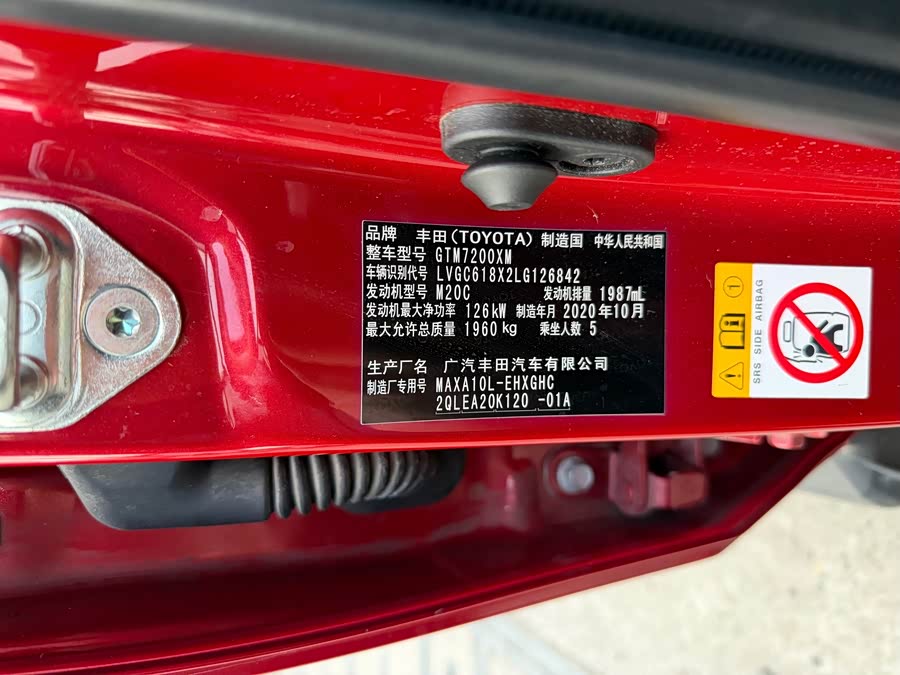 品牌 丰田(TOYOTA) 制造国 中华人民共和国
整车型号 GTM7200XM
车辆识别代号 LVGC618X2LG126842
发动机型号 M20C 发动机排量 1987mL
发动机最大净功率 126kW 制造年月 2020年10月
最大允许总质量 1960kg 乘坐人数 5
生产厂名 广汽丰田汽车有限公司
制造厂专用号 MAXA10L-EHXGHC
2QLEA20K120 -01A
SRS SIDE AIRBAG